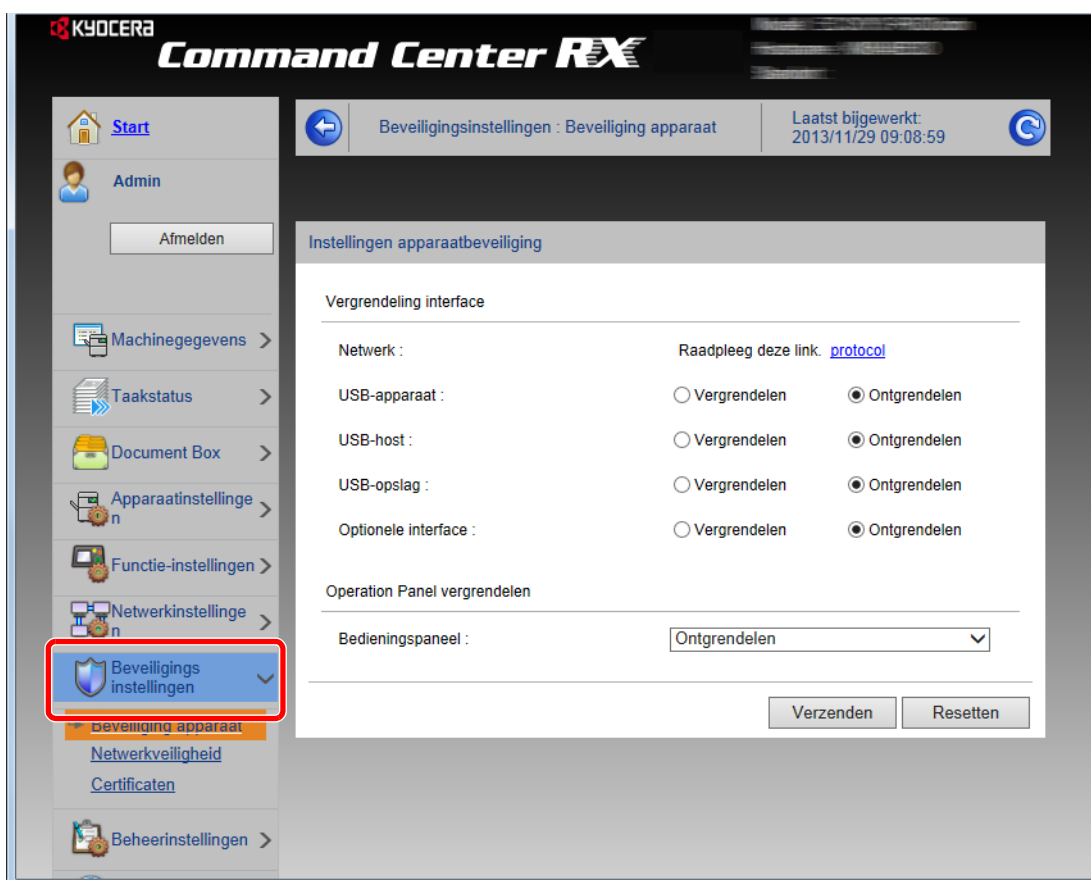 KYOCERA
Command Center RX
Start
Beveiligingsinstellingen : Beveiliging apparaat
Laatst bijgewerkt:
2013/11/29 09:08:59
Admin
Afmelden
Machinegegevens
Taakstatus
Document Box
Apparaatinstellinge
n
Functie-instellingen
Netwerkinstellinge
n
Beveiligings
instellingen
Beveiliging apparaat
Netwerkveiligheid
Certificaten
Beheerinstellingen
Instellingen apparaatbeveiliging
Vergrendeling interface
Netwerk : Raadpleeg deze link. protocol
USB-apparaat : Vergrendelen Ontgrendelen
USB-host : Vergrendelen Ontgrendelen
USB-opslag : Vergrendelen Ontgrendelen
Optionele interface : Vergrendelen Ontgrendelen
Operation Panel vergrendelen
Bedieningspaneel : Ontgrendelen
Verzenden Resetten